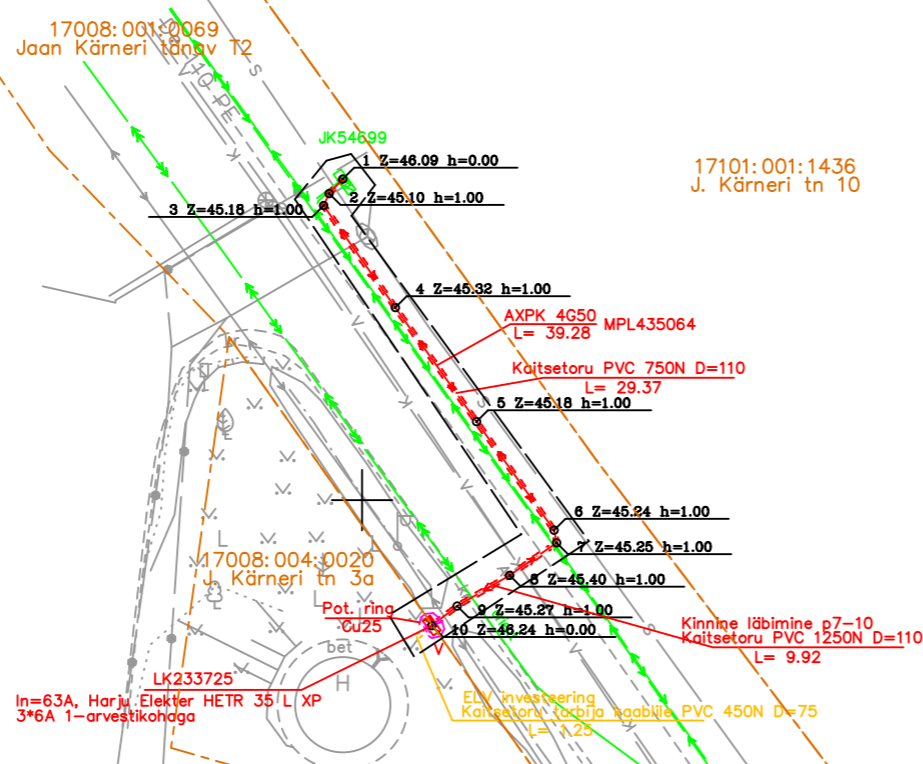 17008:001:0069
Jaan Kärneri tänav T2
JK54699
1 Z=46.09 h=0.00
2 Z=45.10 h=1.00
3 Z=45.18 h=1.00
17101:001:1436
J. Kärneri tn 10
4 Z=45.32 h=1.00
AXPK 4G50 MPL435064
L= 39.28
Kaitsetoru PVC 750N D=110
L= 29.37
5 Z=45.18 h=1.00
6 Z=45.24 h=1.00
7 Z=45.25 h=1.00
17008:004:0020
J. Kärneri tn 3a
8 Z=45.40 h=1.00
Pot. ring
Cu25
9 Z=45.27 h=1.00
10 Z=46.24 h=0.00
Kinnine läbimine p7-10
Kaitsetoru PVC 1250N D=110
L= 9.92
bet
H
LK233725
In=63A, Harju Elekter HETR 35 L XP
3*6A 1-arvestikohaga
ELV investeering
Kaitsetoru tarbija kaablile PVC 450N D=75
L= 1.25